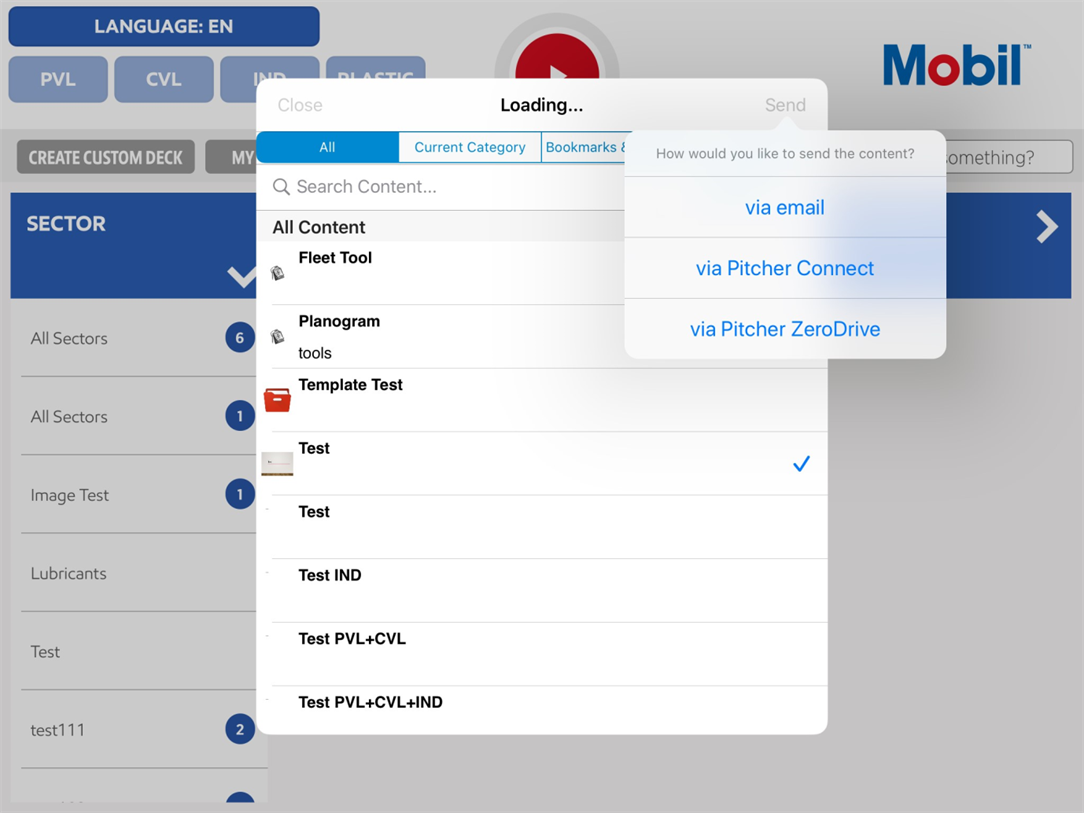 LANGUAGE: EN
PVL
CVL
IND
PLASTIC
Mobil™
CREATE CUSTOM DECK
MY
something?
Close
Loading...
Send
All
Current Category
Bookmarks &
How would you like to send the content?
via email
via Pitcher Connect
via Pitcher ZeroDrive
Search Content...
All Content
Fleet Tool
Planogram
tools
Template Test
Test
Test
Test IND
Test PVL+CVL
Test PVL+CVL+IND
SECTOR
All Sectors
6
All Sectors
1
Image Test
1
Lubricants
Test
test111
2